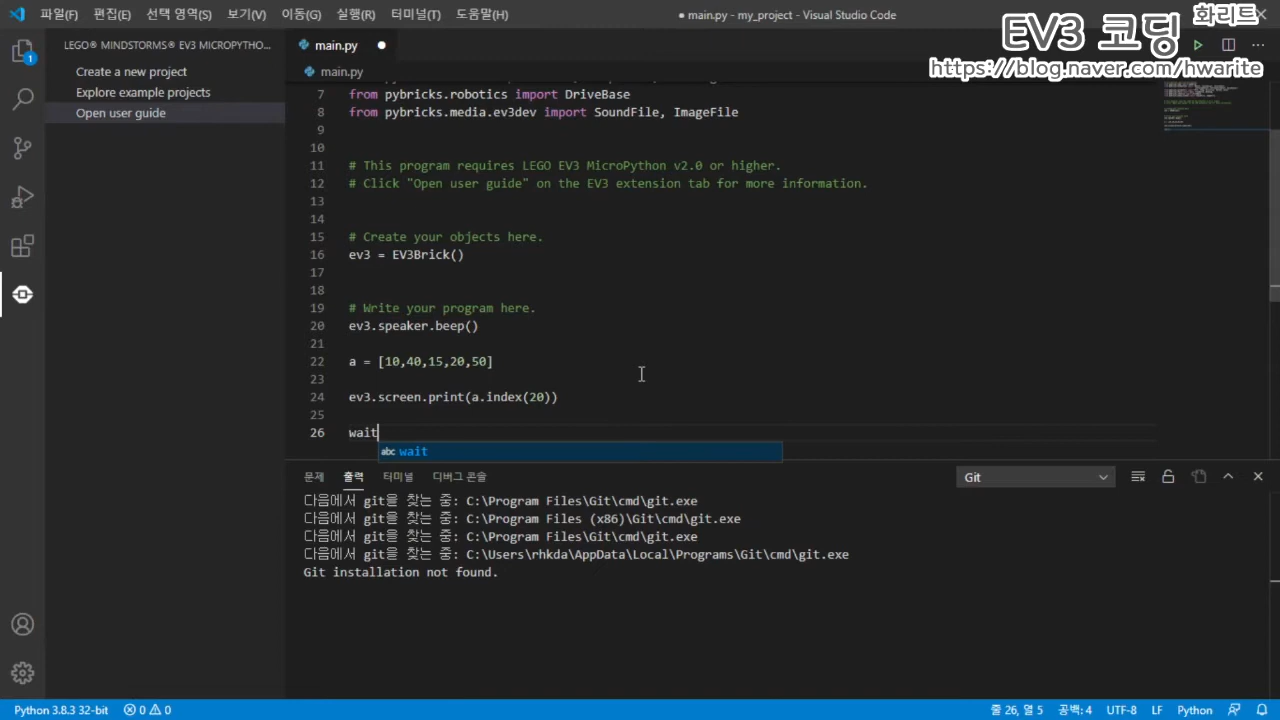 파일(F) 편집(E) 선택 영역(S) 보기(V) 이동(G) 실행(R) 터미널(T) 도움말(H) ● main.py - my_project - Visual Studio Code
화리트
EV3 코딩
https://blog.naver.com/hwarite
LEGO® MINDSTORMS® EV3 MICROPYTHO...
main.py
Create a new project
Explore example projects
Open user guide
main.py
7 from pybricks.robotics import DriveBase
8 from pybricks.media.ev3dev import SoundFile, ImageFile
9
10
11 # This program requires LEGO EV3 MicroPython v2.0 or higher.
12 # Click "Open user guide" on the EV3 extension tab for more information.
13
14
15 # Create your objects here.
16 ev3 = EV3Brick()
17
18
19 # Write your program here.
20 ev3.speaker.beep()
21
22 a = [10,40,15,20,50]
23
24 ev3.screen.print(a.index(20))
25
26 wait
abc wait
문제 출력 터미널 디버그 콘솔 Git
다음에서 git을 찾는 중: C:\Program Files\Git\cmd\git.exe
다음에서 git을 찾는 중: C:\Program Files (x86)\Git\cmd\git.exe
다음에서 git을 찾는 중: C:\Program Files\Git\cmd\git.exe
다음에서 git을 찾는 중: C:\Users\rhkda\AppData\Local\Programs\Git\cmd\git.exe
Git installation not found.
1
Python 3.8.3 32-bit 0 0 줄 26, 열 5 공백: 4 UTF-8 LF Python